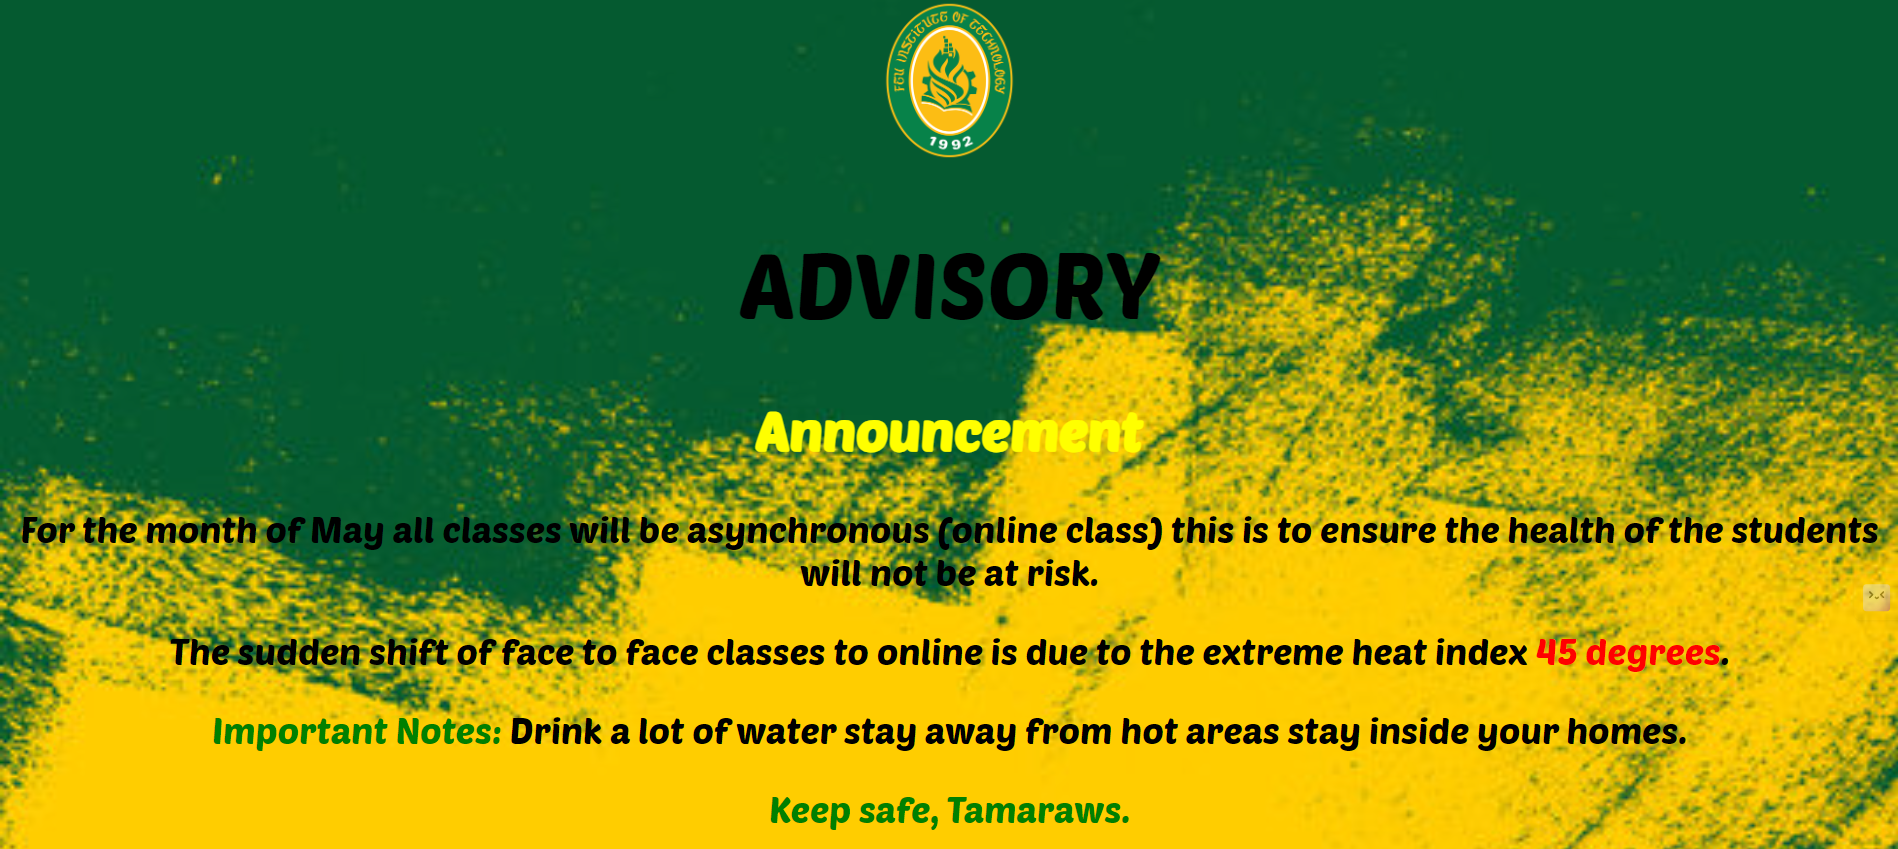 FEU INSTITUTE OF TECHNOLOGY
1992
ADVISORY
Announcement
For the month of May all classes will be asynchronous (online class) this is to ensure the health of the students
will not be at risk.
The sudden shift of face to face classes to online is due to the extreme heat index 45 degrees.
Important Notes: Drink a lot of water stay away from hot areas stay inside your homes.
Keep safe, Tamaraws.